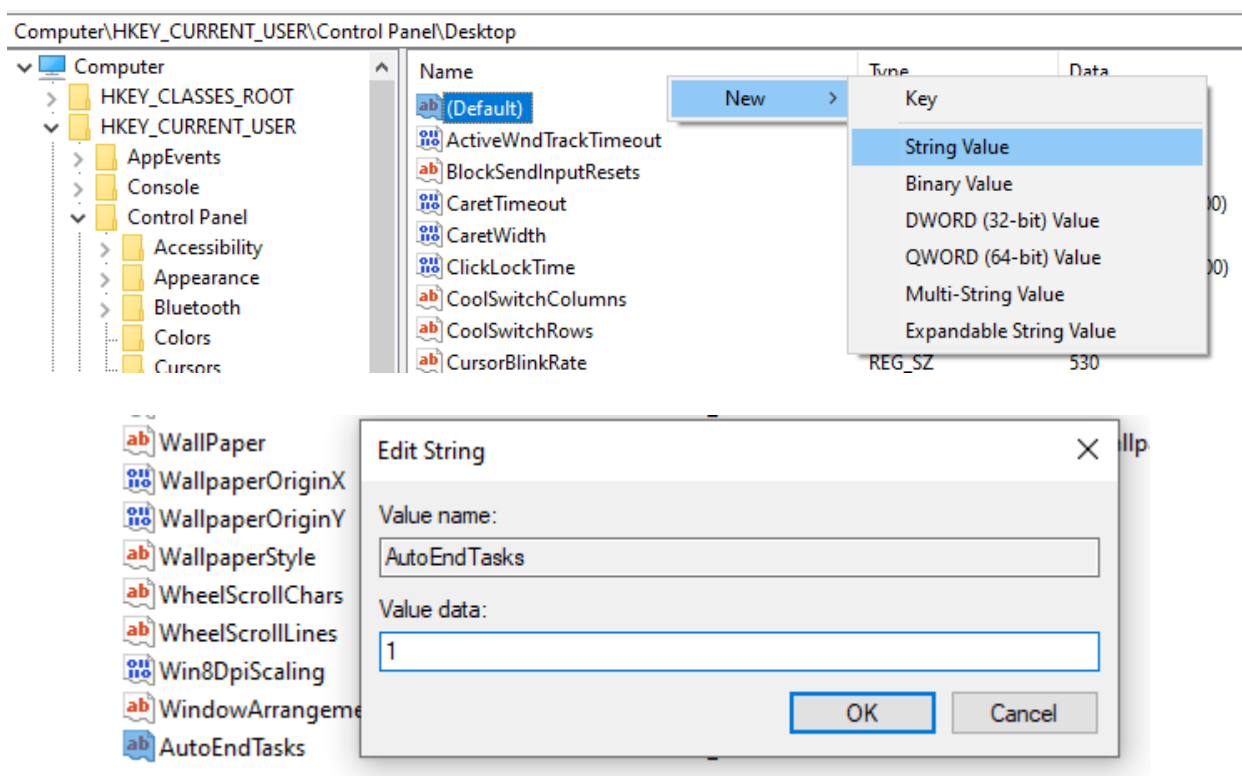 Computer\HKEY_CURRENT_USER\Control Panel\Desktop
Computer
HKEY_CLASSES_ROOT
HKEY_CURRENT_USER
AppEvents
Console
Control Panel
Accessibility
Appearance
Bluetooth
Colors
Cursors
Name Type Data
(Default)
ActiveWndTrackTimeout
BlockSendInputResets
CaretTimeout 00)
CaretWidth
ClickLockTime 00)
CoolSwitchColumns
CoolSwitchRows
CursorBlinkRate REG_SZ 530
New
Key
String Value
Binary Value
DWORD (32-bit) Value
QWORD (64-bit) Value
Multi-String Value
Expandable String Value
WallPaper
WallpaperOriginX
WallpaperOriginY
WallpaperStyle
WheelScrollChars
WheelScrollLines
Win8DpiScaling
WindowArrangeme
AutoEndTasks
Edit String
Value name:
AutoEndTasks
Value data:
1
OK Cancel